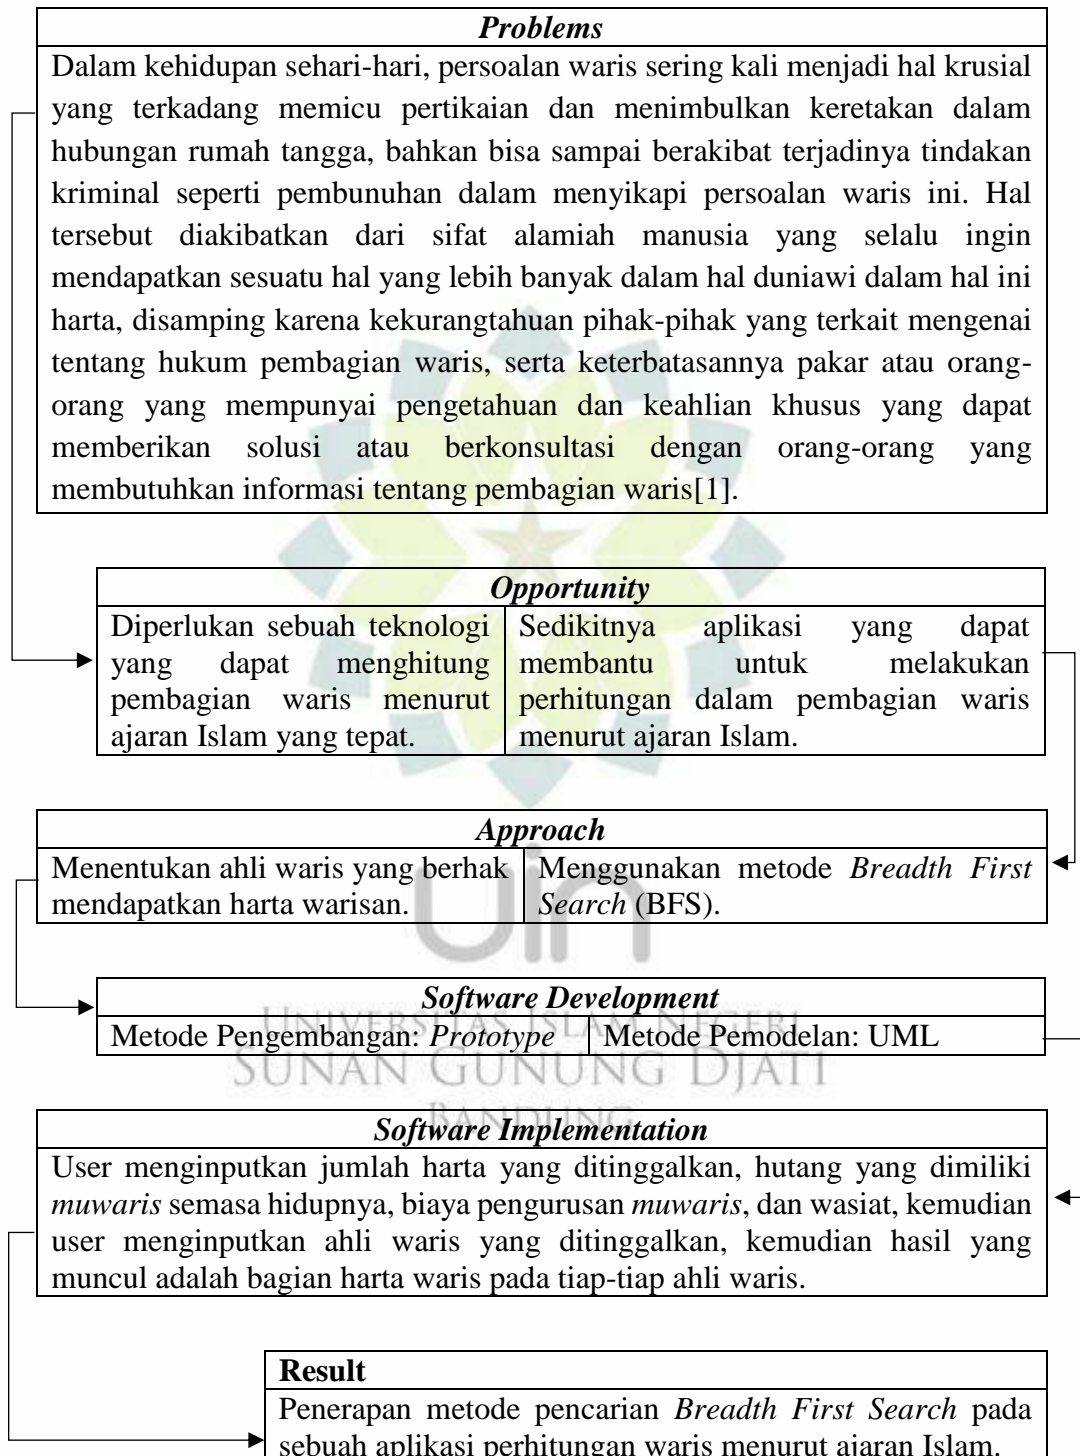 Problems
Dalam kehidupan sehari-hari, persoalan waris sering kali menjadi hal krusial
yang terkadang memicu pertikaian dan menimbulkan keretakan dalam
hubungan rumah tangga, bahkan bisa sampai berakibat terjadinya tindakan
kriminal seperti pembunuhan dalam menyikapi persoalan waris ini. Hal
tersebut diakibatkan dari sifat alamiah manusia yang selalu ingin
mendapatkan sesuatu hal yang lebih banyak dalam hal duniawi dalam hal ini
harta, disamping karena kekurangtahuan pihak-pihak yang terkait mengenai
tentang hukum pembagian waris, serta keterbatasannya pakar atau orang-
orang yang mempunyai pengetahuan dan keahlian khusus yang dapat
memberikan solusi atau berkonsultasi dengan orang-orang yang
membutuhkan informasi tentang pembagian waris[1].
Opportunity
Diperlukan sebuah teknologi
yang dapat menghitung
pembagian waris menurut
ajaran Islam yang tepat.
Sedikitnya aplikasi yang dapat
membantu untuk melakukan
perhitungan dalam pembagian waris
menurut ajaran Islam.
Approach
Menentukan ahli waris yang berhak
mendapatkan harta warisan.
Menggunakan metode Breadth First
Search (BFS).
uin
Software Development
Metode Pengembangan: Prototype
Metode Pemodelan: UML
UNIVERSITAS ISLAM NEGERI
SUNAN GUNUNG DJATI
BANDUNG
Software Implementation
User menginputkan jumlah harta yang ditinggalkan, hutang yang dimiliki
muwaris semasa hidupnya, biaya pengurusan muwaris, dan wasiat, kemudian
user menginputkan ahli waris yang ditinggalkan, kemudian hasil yang
muncul adalah bagian harta waris pada tiap-tiap ahli waris.
Result
Penerapan metode pencarian Breadth First Search pada
sebuah aplikasi perhitungan waris menurut ajaran Islam.